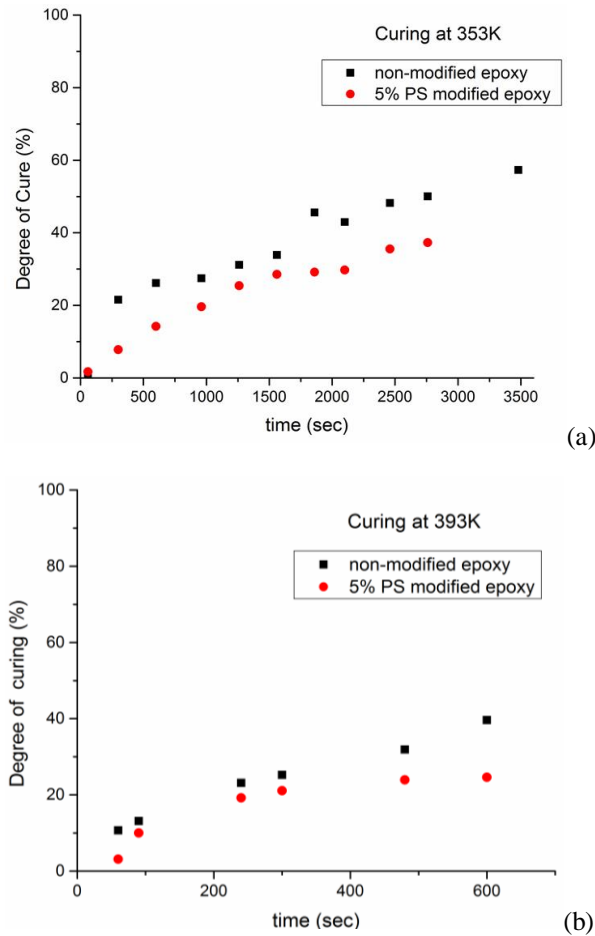 100
Curing at 353K
non-modified epoxy
5% PS modified epoxy
80
60
40
20
0
Degree of Cure (%)
0 500 1000 1500 2000 2500 3000 3500
time (sec)
(a)
100
Curing at 393K
non-modified epoxy
5% PS modified epoxy
80
60
40
20
0
Degree of curing (%)
0 200 400 600
time (sec)
(b)